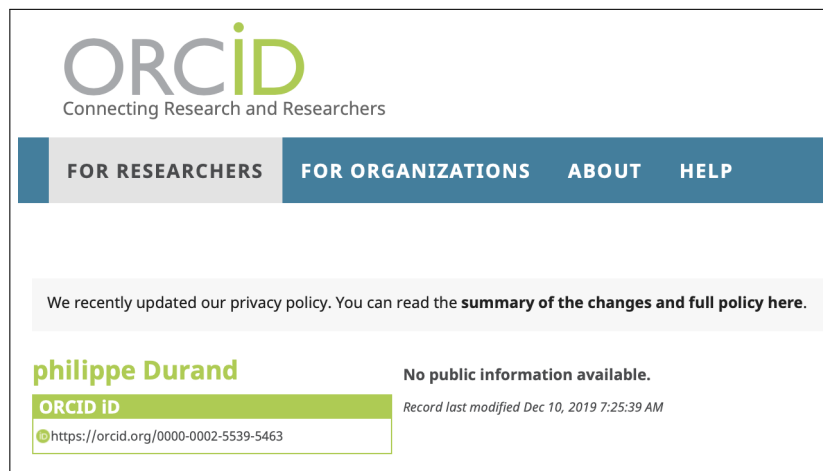 ORCID
Connecting Research and Researchers
FOR RESEARCHERS FOR ORGANIZATIONS ABOUT HELP
We recently updated our privacy policy. You can read the summary of the changes and full policy here.
philippe Durand
ORCID iD
iD https://orcid.org/0000-0002-5539-5463
No public information available.
Record last modified Dec 10, 2019 7:25:39 AM